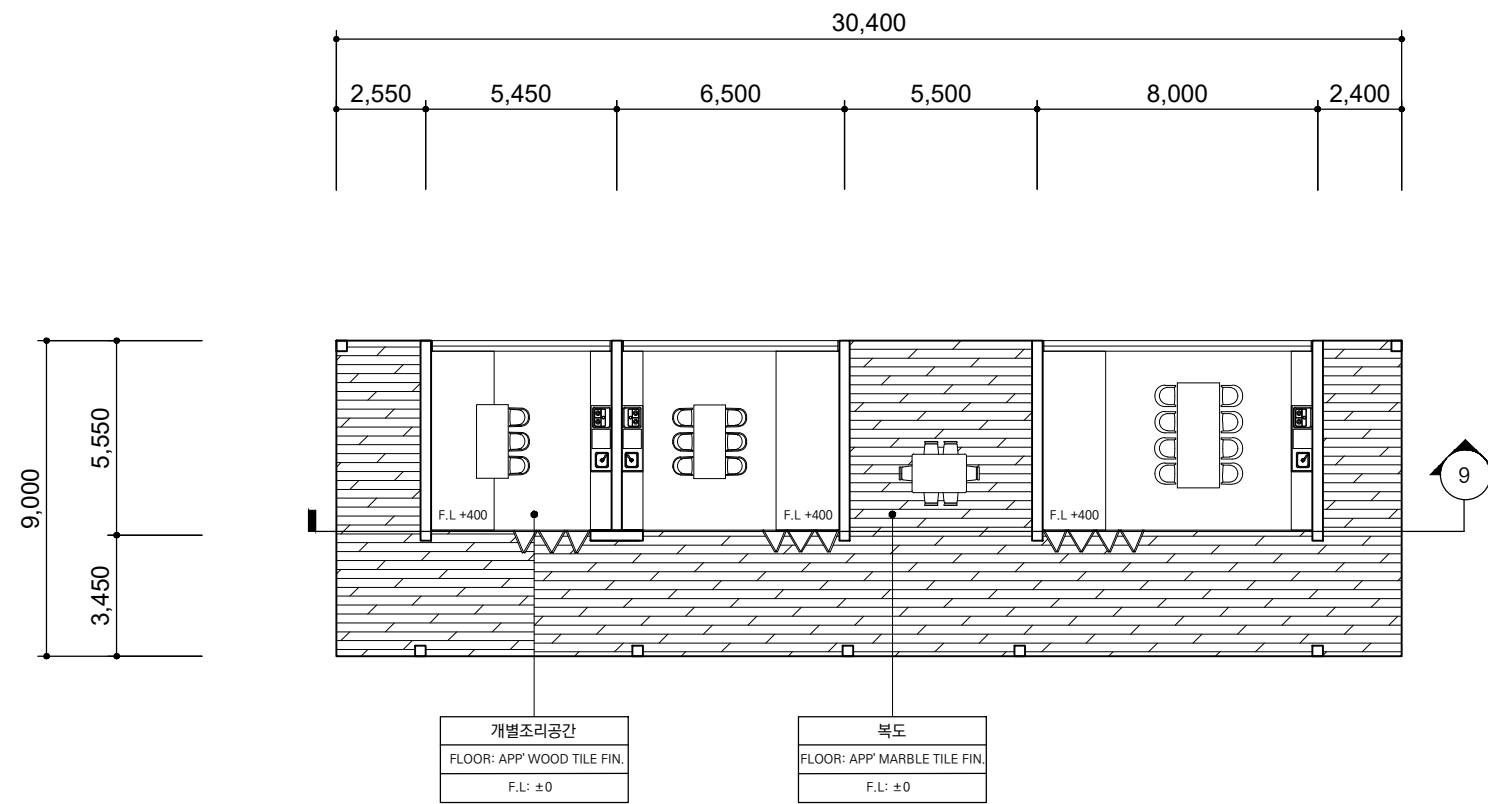 30,400
2,550 5,450 6,500 5,500 8,000 2,400
9,000
5,550
3,450
F.L +400 F.L +400 F.L +400
9
개별조리공간
FLOOR: APP' WOOD TILE FIN.
F.L: ±0
복도
FLOOR: APP' MARBLE TILE FIN.
F.L: ±0